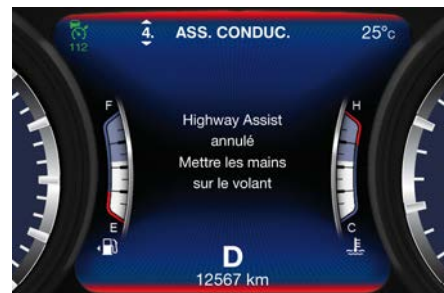 4. ASS. CONDUC. 25°c
112
F H
Highway Assist
annulé
Mettre les mains
sur le volant
E C
D
12567 km